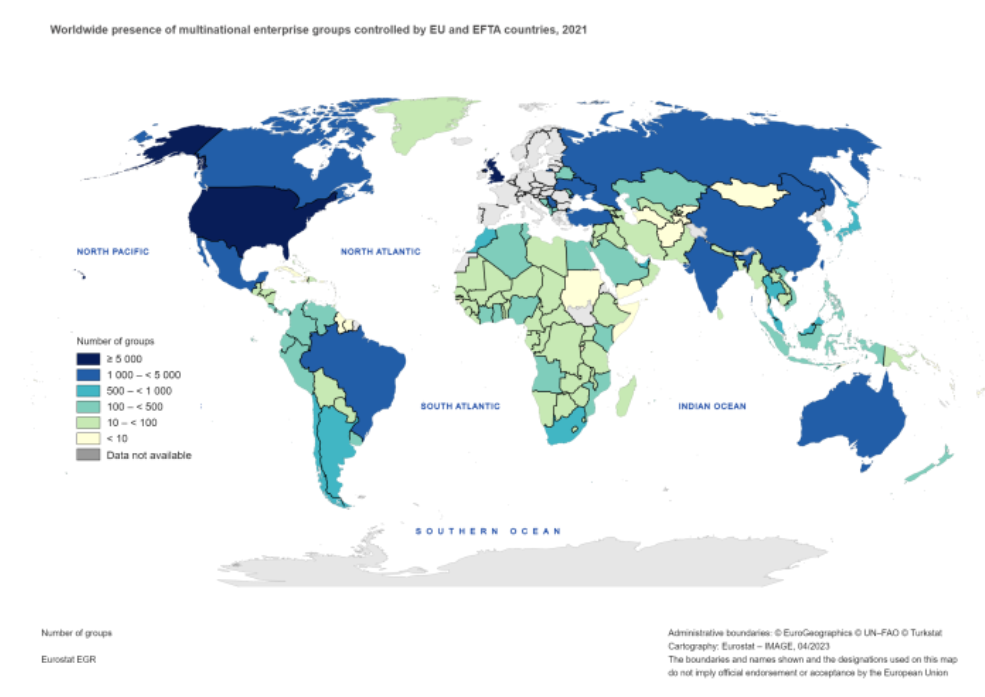 Worldwide presence of multinational enterprise groups controlled by EU and EFTA countries, 2021
NORTH PACIFIC
NORTH ATLANTIC
Number of groups
≥ 5 000
1 000 – < 5 000
500 – < 1 000
100 – < 500
10 – < 100
< 10
Data not available
SOUTH ATLANTIC
INDIAN OCEAN
SOUTHERN OCEAN
Number of groups
Eurostat EGR
Administrative boundaries: © EuroGeographics © UN–FAO © Turkstat
Cartography: Eurostat – IMAGE, 04/2023
The boundaries and names shown and the designations used on this map
do not imply official endorsement or acceptance by the European Union